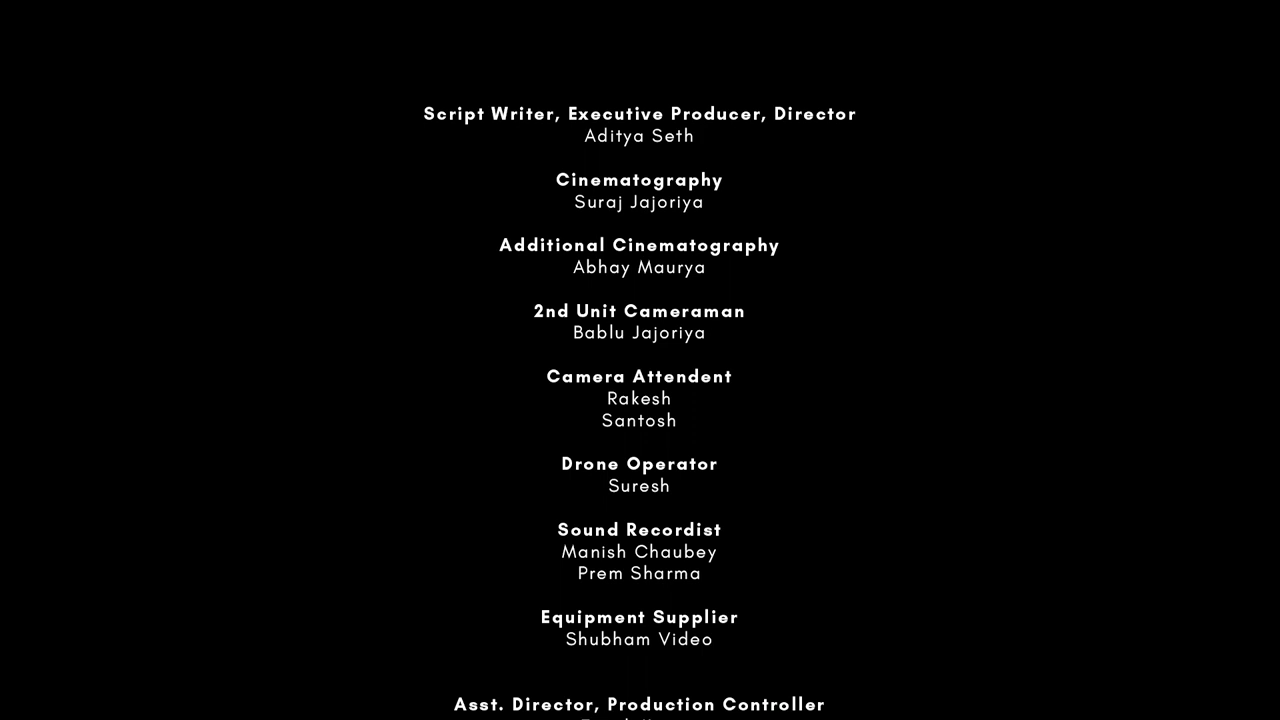 Script Writer, Executive Producer, Director
Aditya Seth
Cinematography
Suraj Jajoriya
Additional Cinematography
Abhay Maurya
2nd Unit Cameraman
Bablu Jajoriya
Camera Attendent
Rakesh
Santosh
Drone Operator
Suresh
Sound Recordist
Manish Chaubey
Prem Sharma
Equipment Supplier
Shubham Video
Asst. Director, Production Controller